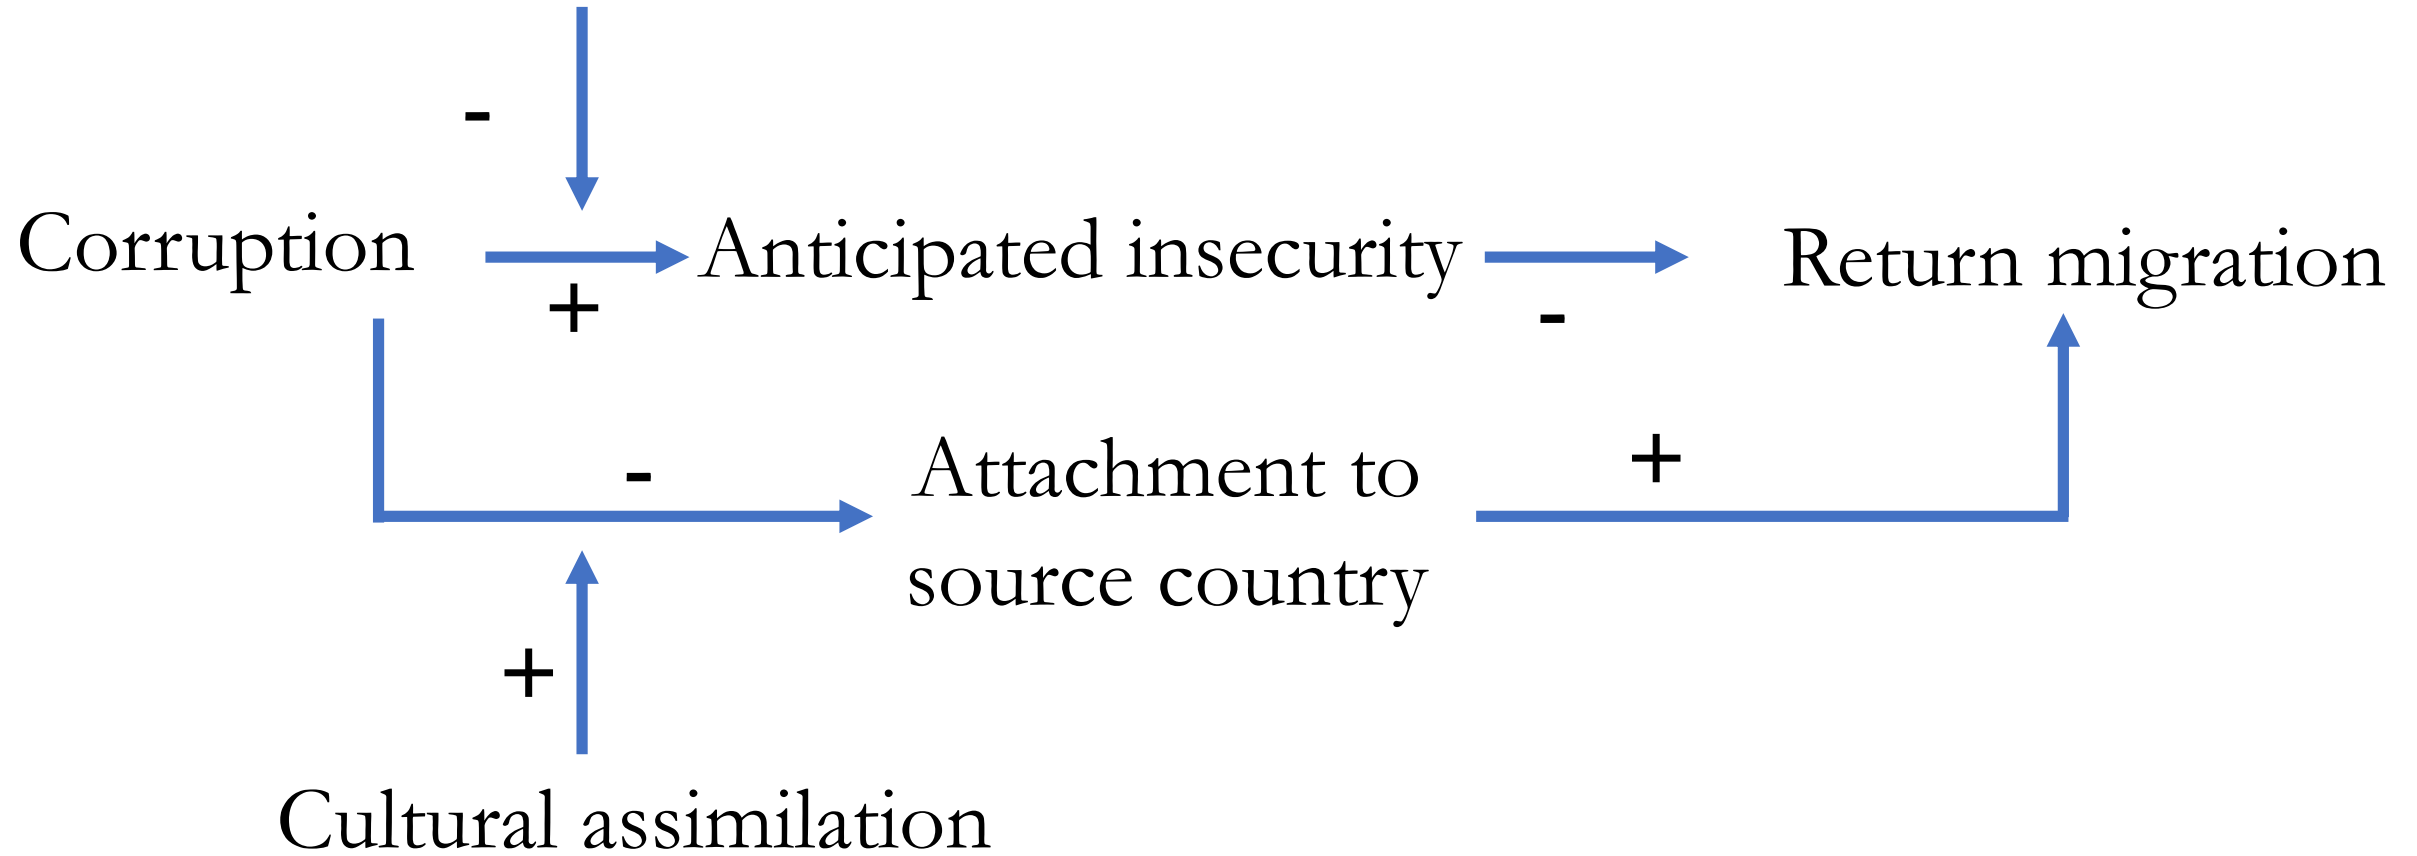 -
Corruption
Anticipated insecurity
Return migration
+
-
-
Attachment to
source country
+
+
Cultural assimilation